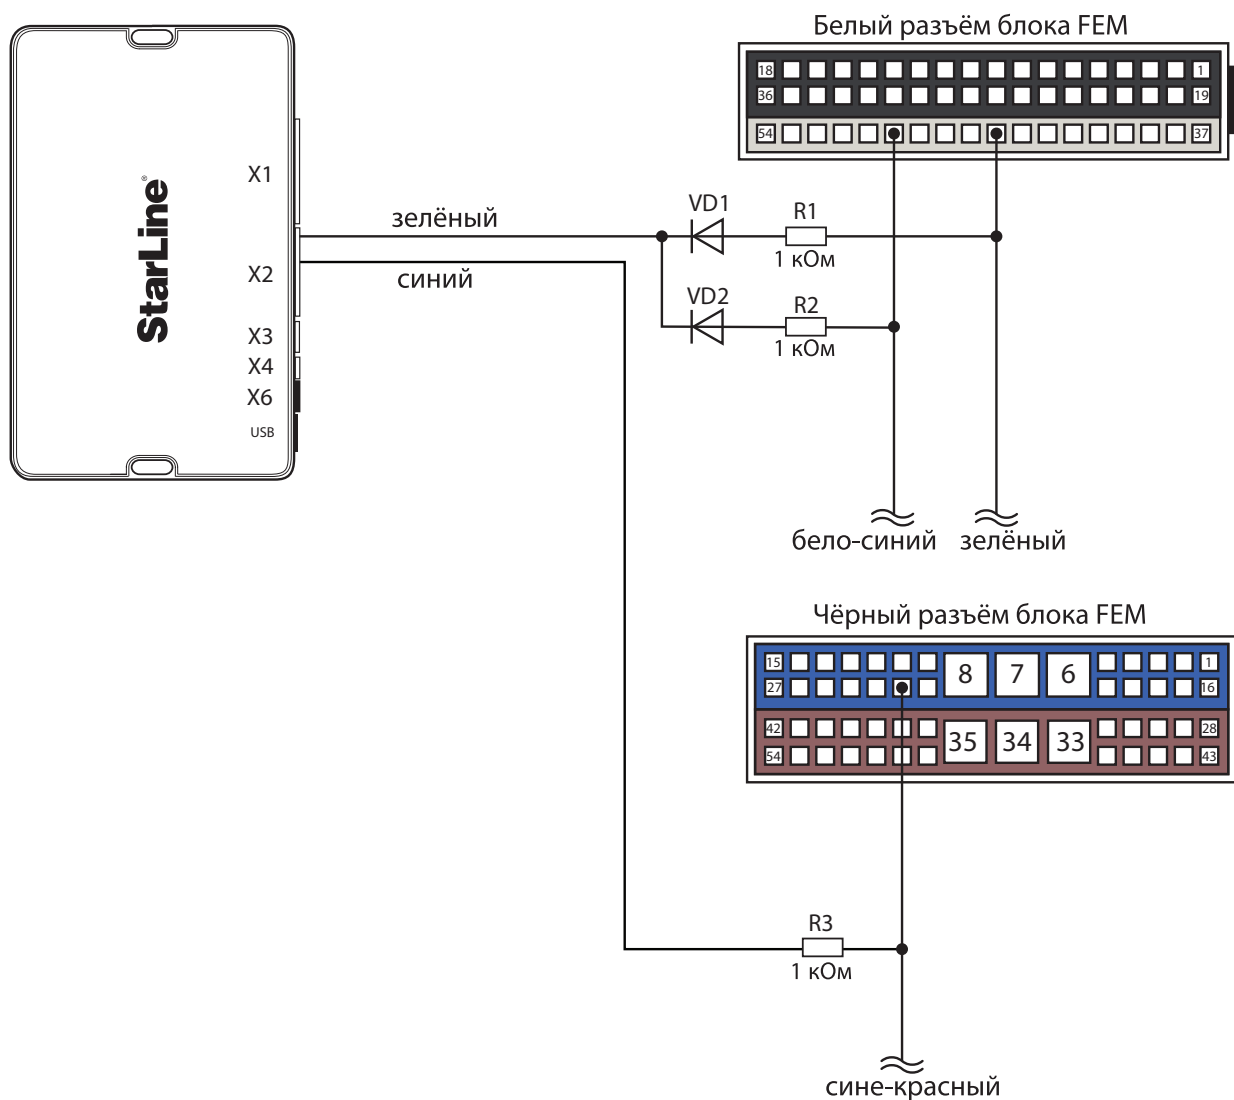 Белый разъём блока FEM
18 1
36 19
54 37
StarLine®
X1
X2
X3
X4
X6
USB
зелёный
синий
VD1
R1
1 кОм
VD2
R2
1 кОм
бело-синий зелёный
Чёрный разъём блока FEM
15 8 7 6 1
27 16
42 35 34 33 28
54 43
R3
1 кОм
сине-красный